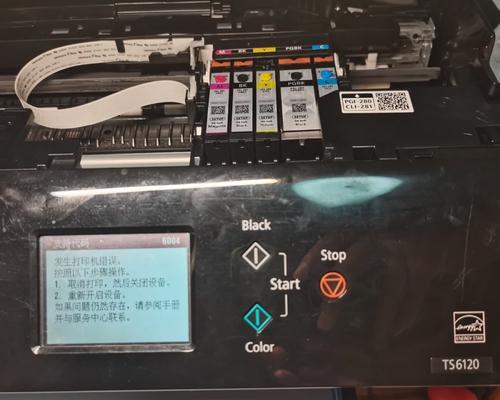 M BK Y PGBK C
PGI-280
CLI-281
支持代码 6004
发生打印机错误。
按照以下步骤操作。
1. 取消打印，然后关闭设备。
2. 重新开启设备。
如果问题仍然存在，请参阅手册
并与服务中心联系。
Black
Stop
Start
Color
ENERGY STAR
TS6120